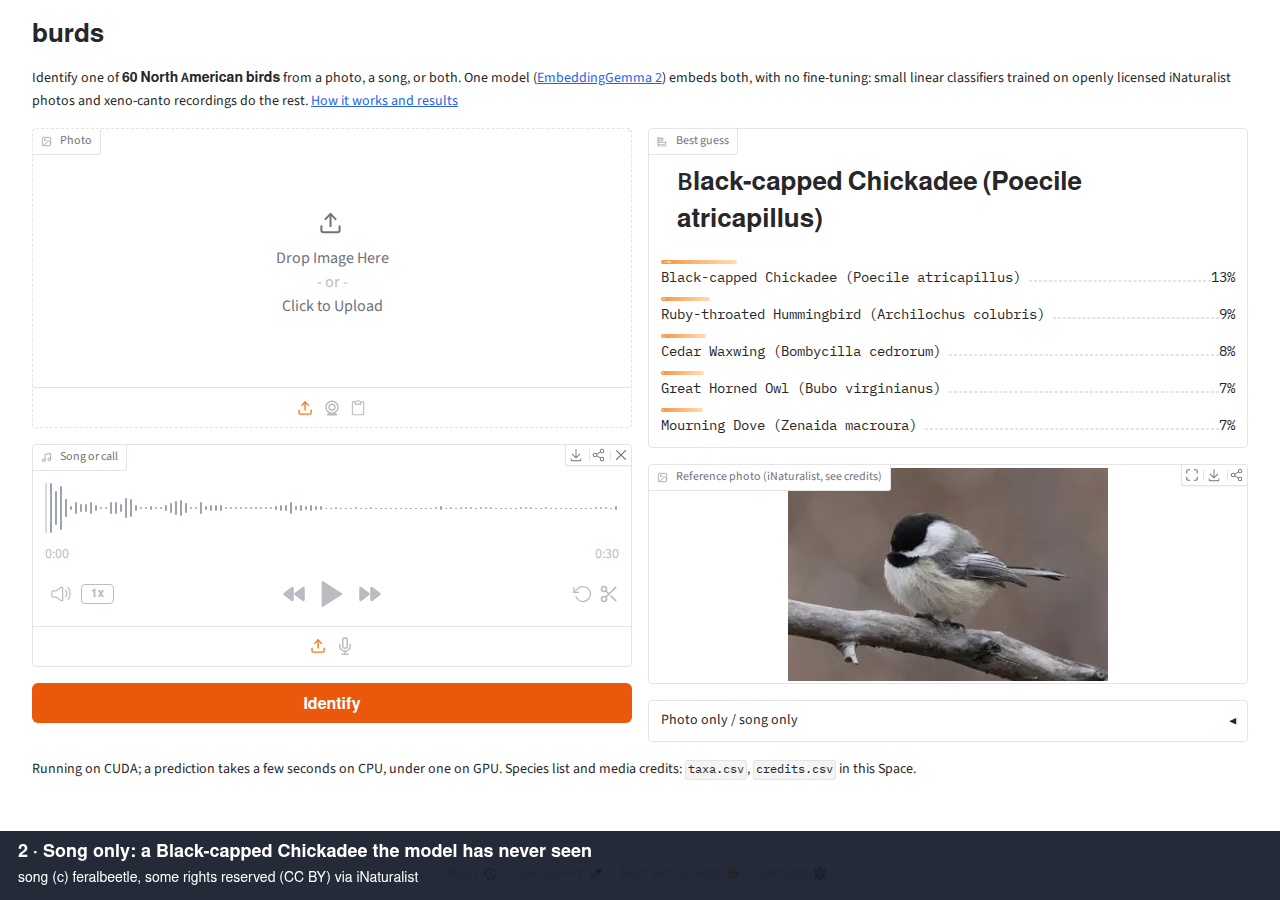 burds
Identify one of 60 North American birds from a photo, a song, or both. One model (EmbeddingGemma 2) embeds both, with no fine-tuning: small linear classifiers trained on openly licensed iNaturalist
photos and xeno-canto recordings do the rest. How it works and results
Photo
Drop Image Here
- or -
Click to Upload
Song or call
0:00
0:30
1x
Identify
Best guess
Black-capped Chickadee (Poecile
atricapillus)
Black-capped Chickadee (Poecile atricapillus) 13%
Ruby-throated Hummingbird (Archilochus colubris) 9%
Cedar Waxwing (Bombycilla cedrorum) 8%
Great Horned Owl (Bubo virginianus) 7%
Mourning Dove (Zenaida macroura) 7%
Reference photo (iNaturalist, see credits)
Photo only / song only
Running on CUDA; a prediction takes a few seconds on CPU, under one on GPU. Species list and media credits: taxa.csv, credits.csv in this Space.
2 · Song only: a Black-capped Chickadee the model has never seen
song (c) feralbeetle, some rights reserved (CC BY) via iNaturalist